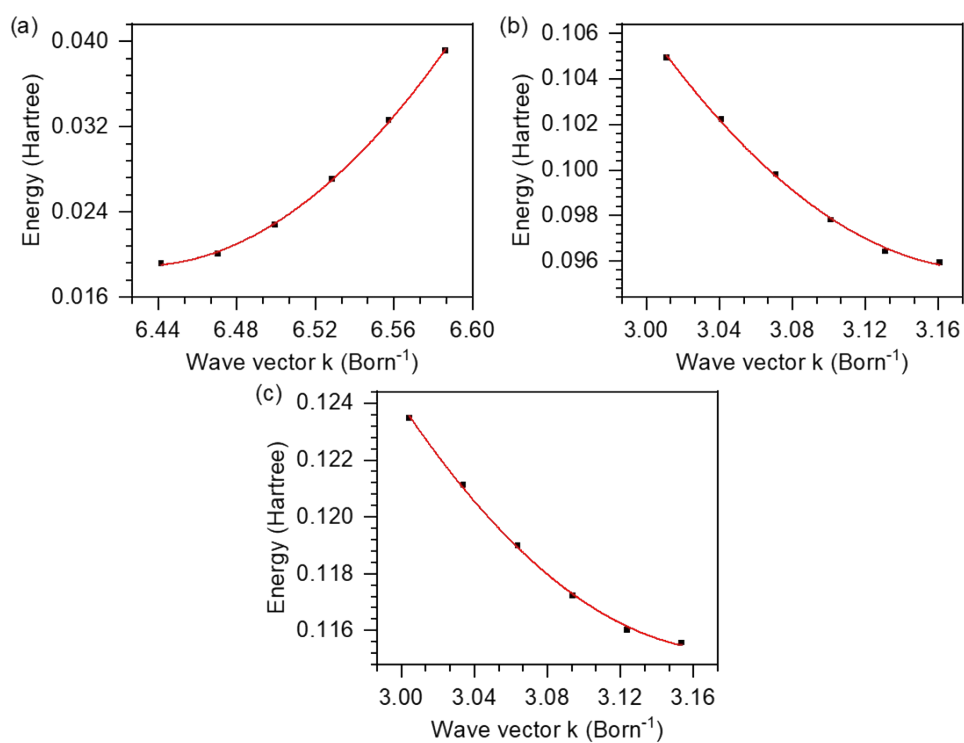 (a)
0.040
0.032
0.024
0.016
Energy (Hartree)
6.44 6.48 6.52 6.56 6.60
Wave vector k (Born⁻¹)
(b)
0.106
0.104
0.102
0.100
0.098
0.096
Energy (Hartree)
3.00 3.04 3.08 3.12 3.16
Wave vector k (Born⁻¹)
(c)
0.124
0.122
0.120
0.118
0.116
Energy (Hartree)
3.00 3.04 3.08 3.12 3.16
Wave vector k (Born⁻¹)